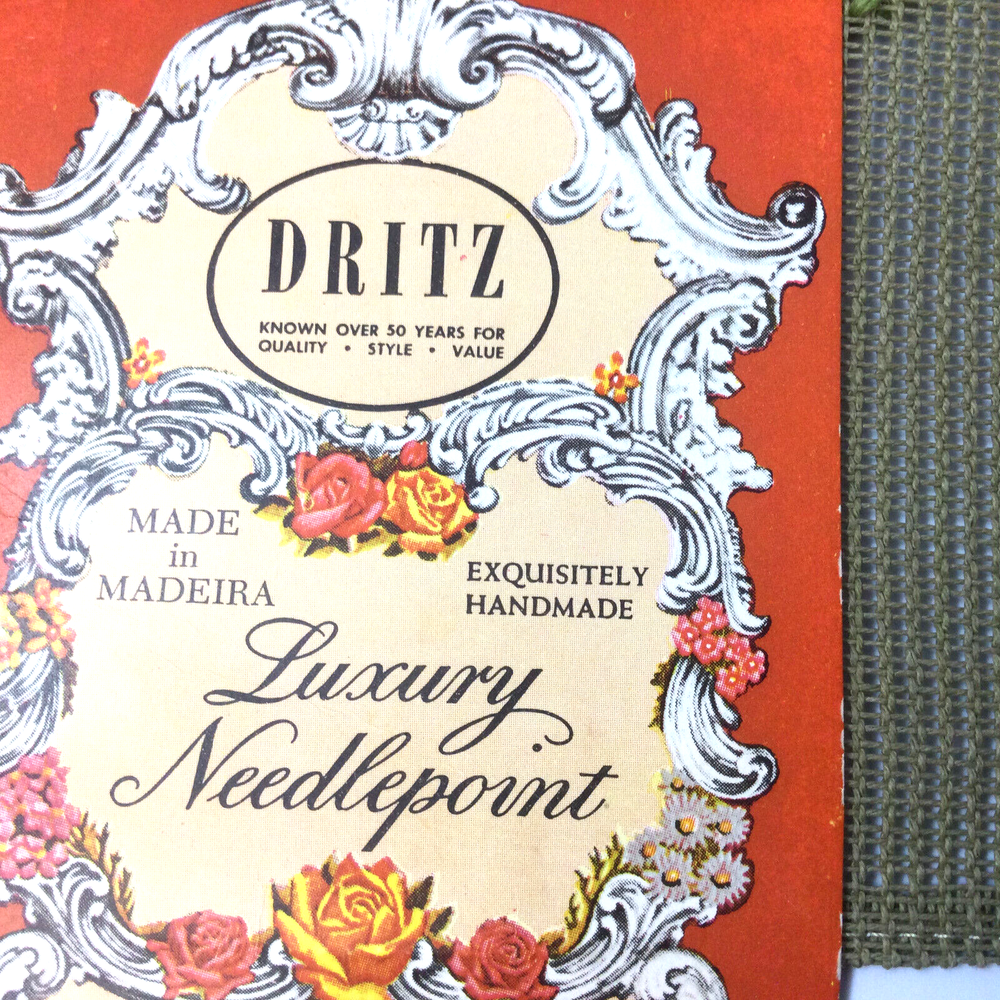 DRITZ
KNOWN OVER 50 YEARS FOR
QUALITY • STYLE • VALUE
MADE
in
MADEIRA
EXQUISITELY
HANDMADE
Luxury
Needlepoint